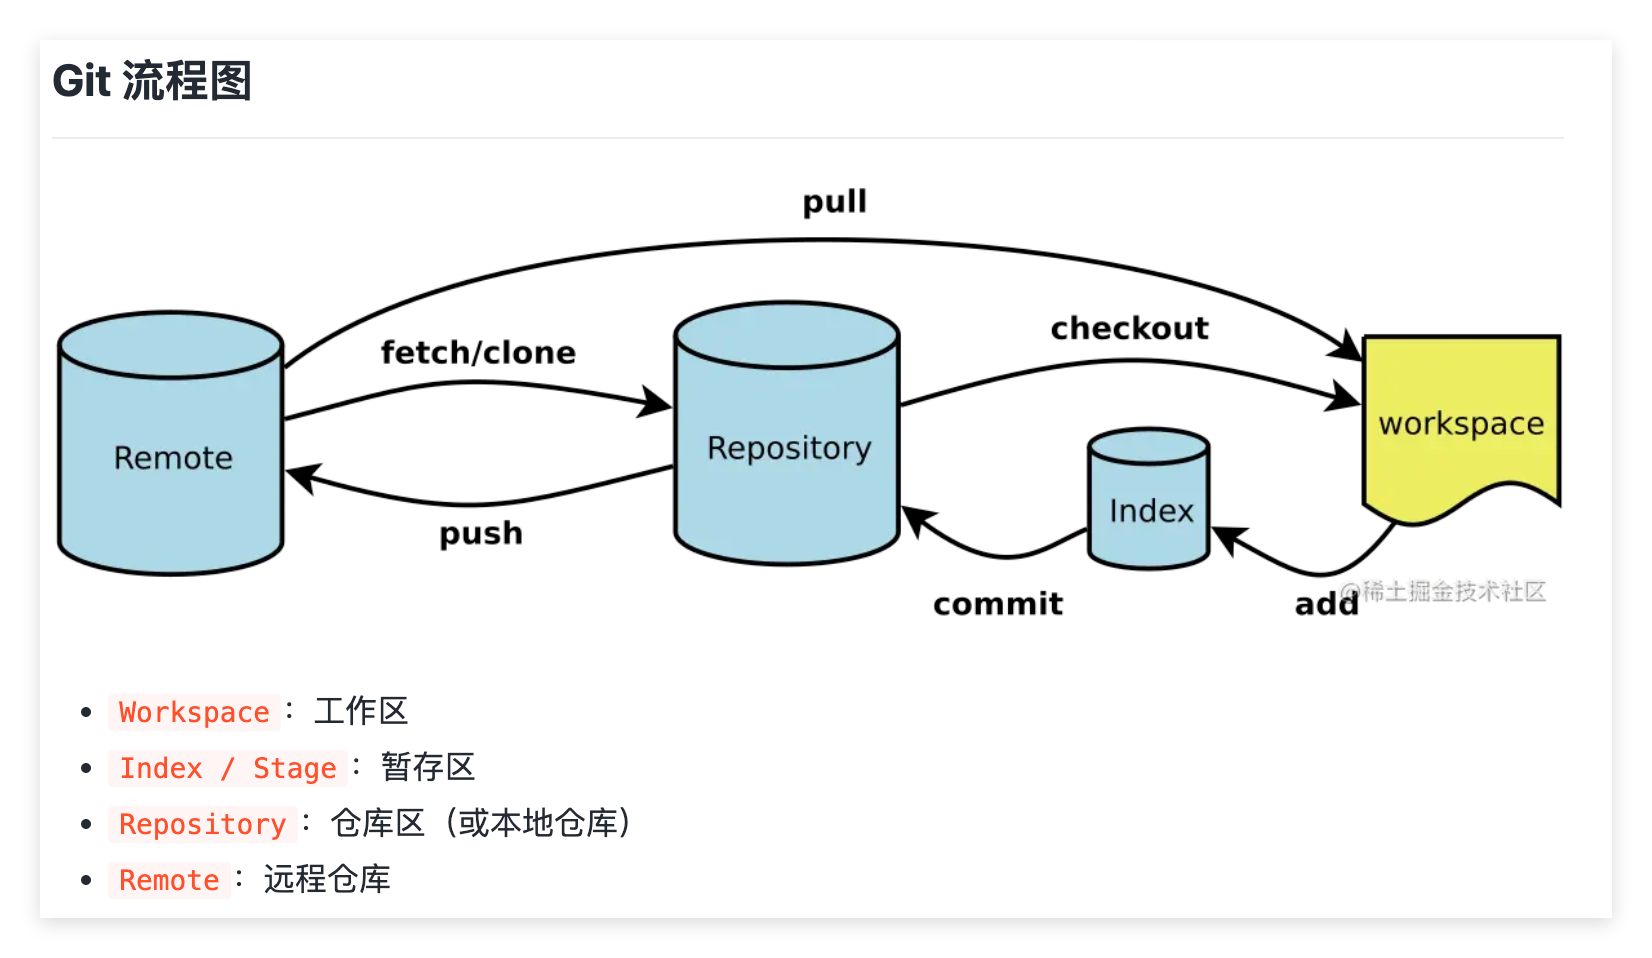 Git 流程图
pull
fetch/clone
checkout
Remote
Repository
workspace
Index
push
commit
add
@稀土掘金技术社区
Workspace：工作区
Index / Stage：暂存区
Repository：仓库区（或本地仓库）
Remote：远程仓库